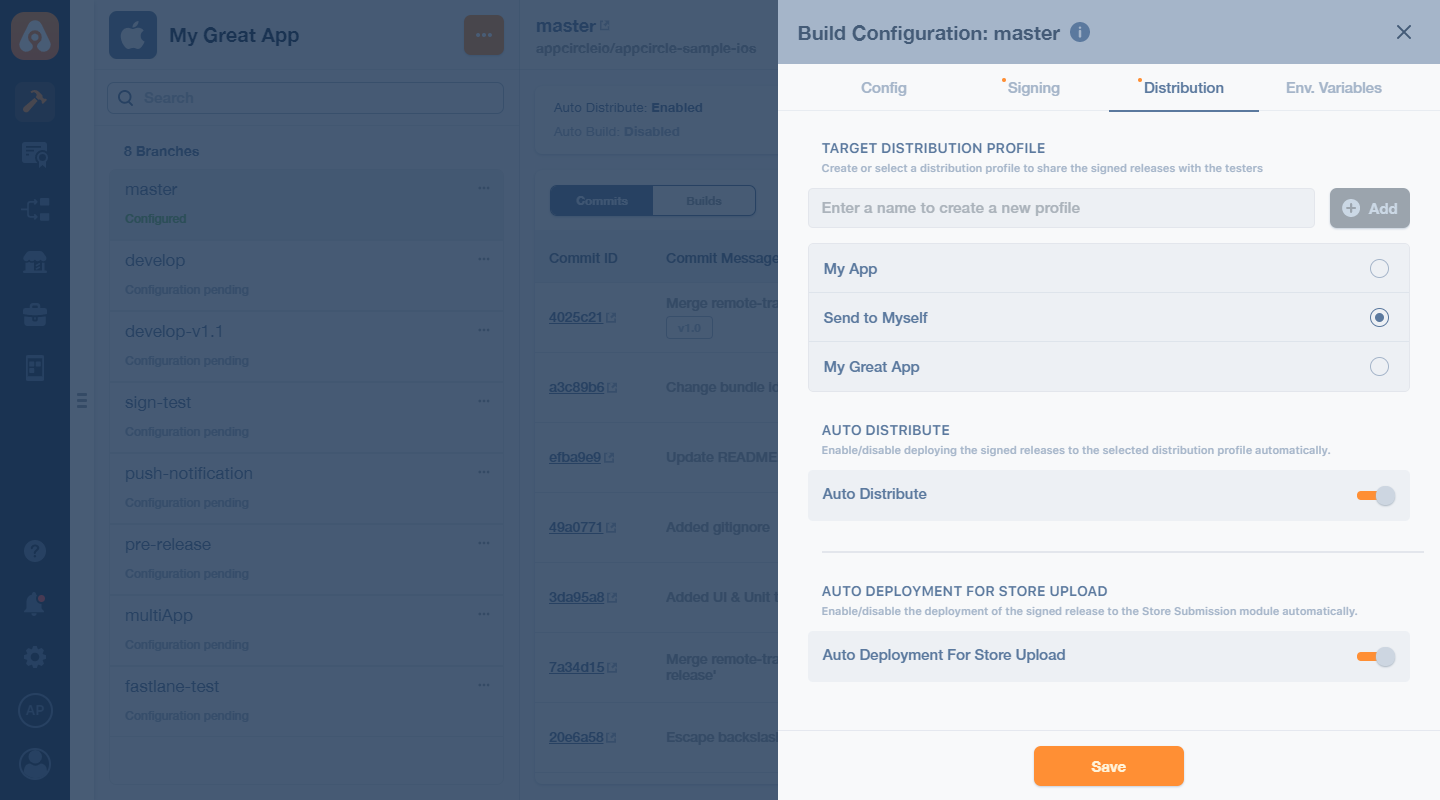 My Great App
Search
8 Branches
master
Configured
develop
Configuration pending
develop-v1.1
Configuration pending
sign-test
Configuration pending
push-notification
Configuration pending
pre-release
Configuration pending
multiApp
Configuration pending
fastlane-test
Configuration pending
AP
master
appcircleio/appcircle-sample-ios
Auto Distribute: Enabled
Auto Build: Disabled
Commits Builds
Commit ID Commit Message
4025c21 Merge remote-tra
v1.0
a3c89b6 Change bundle
efba9e9 Update README
49a0771 Added gitignore
3da95a8 Added UI & Unit
7a34d15 Merge remote-tra
release'
20e6a58 Escape backslas
Build Configuration: master
Config Signing Distribution Env. Variables
TARGET DISTRIBUTION PROFILE
Create or select a distribution profile to share the signed releases with the testers
Enter a name to create a new profile Add
My App
Send to Myself
My Great App
AUTO DISTRIBUTE
Enable/disable deploying the signed releases to the selected distribution profile automatically.
Auto Distribute
AUTO DEPLOYMENT FOR STORE UPLOAD
Enable/disable the deployment of the signed release to the Store Submission module automatically.
Auto Deployment For Store Upload
Save